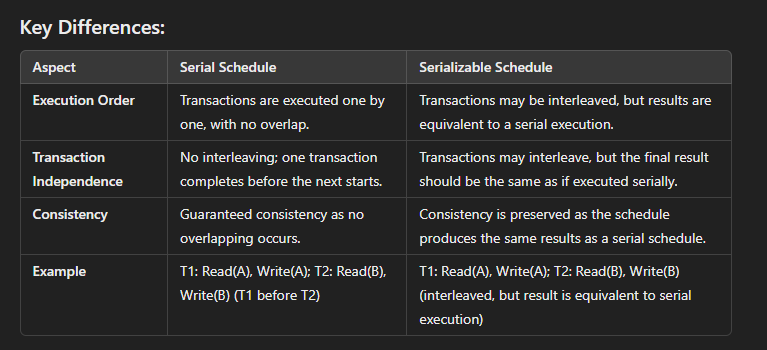 Key Differences:
Aspect Serial Schedule Serializable Schedule
Execution Order Transactions are executed one by Transactions may be interleaved, but results are
one, with no overlap. equivalent to a serial execution.
Transaction No interleaving; one transaction Transactions may interleave, but the final result
Independence completes before the next starts. should be the same as if executed serially.
Consistency Guaranteed consistency as no Consistency is preserved as the schedule
overlapping occurs. produces the same results as a serial schedule.
Example T1: Read(A), Write(A); T2: Read(B), T1: Read(A), Write(A); T2: Read(B), Write(B)
Write(B) (T1 before T2) (interleaved, but result is equivalent to serial
execution)